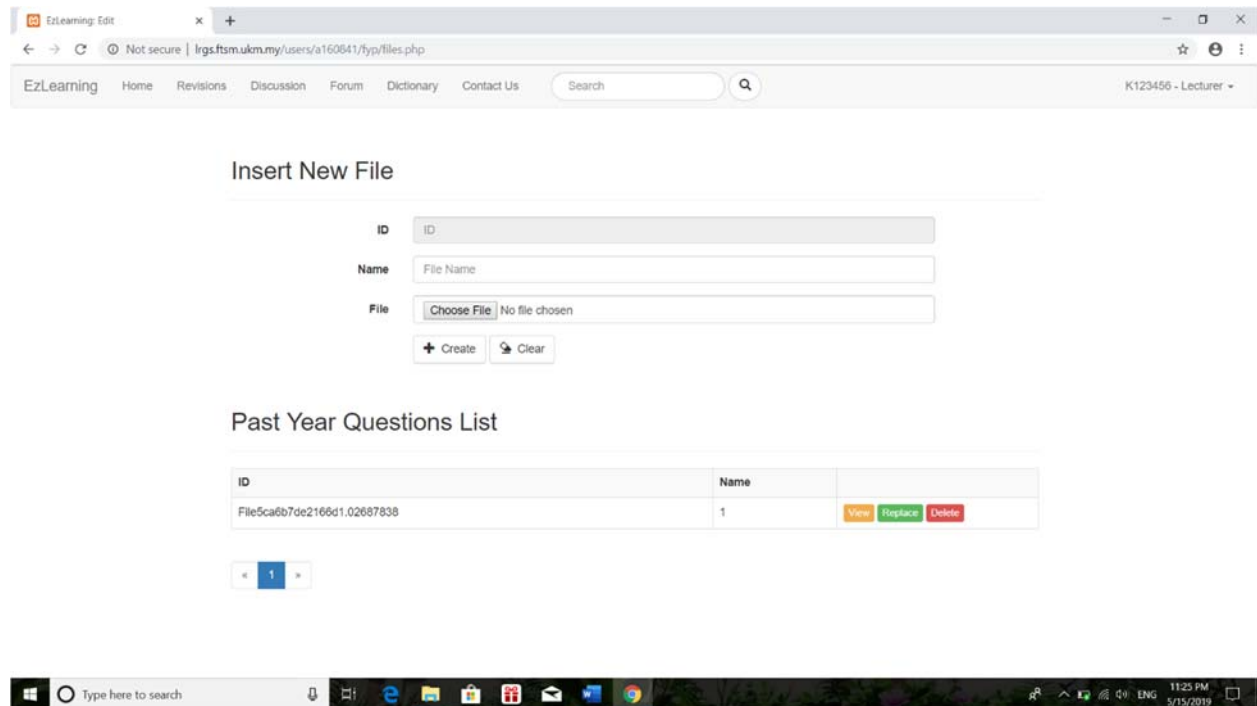 EzLearning: Edit
Not secure | lrgs.ftsm.ukm.my/users/a160841/fyp/files.php
EzLearning Home Revisions Discussion Forum Dictionary Contact Us Search K123456 - Lecturer
Insert New File
ID ID
Name File Name
File Choose File No file chosen
Create Clear
Past Year Questions List
ID Name
File5ca6b7de2166d1.02687838 1 View Replace Delete
« 1 »
Type here to search ENG 11:25 PM
5/15/2019